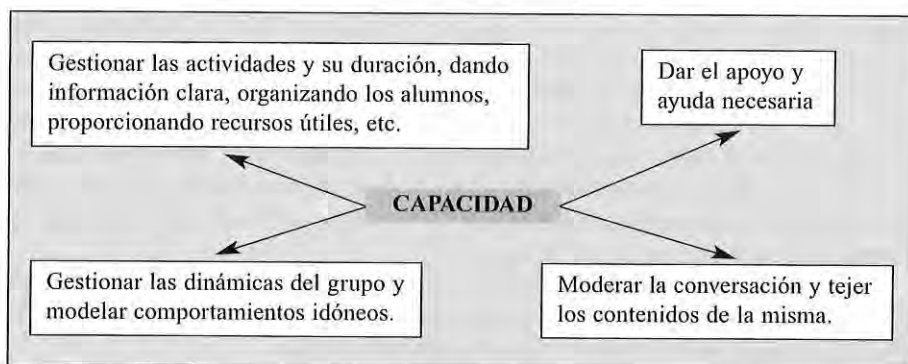 Gestionar las actividades y su duración, dando
información clara, organizando los alumnos,
proporcionando recursos útiles, etc.
Dar el apoyo y
ayuda necesaria
CAPACIDAD
Gestionar las dinámicas del grupo y
modelar comportamientos idóneos.
Moderar la conversación y tejer
los contenidos de la misma.